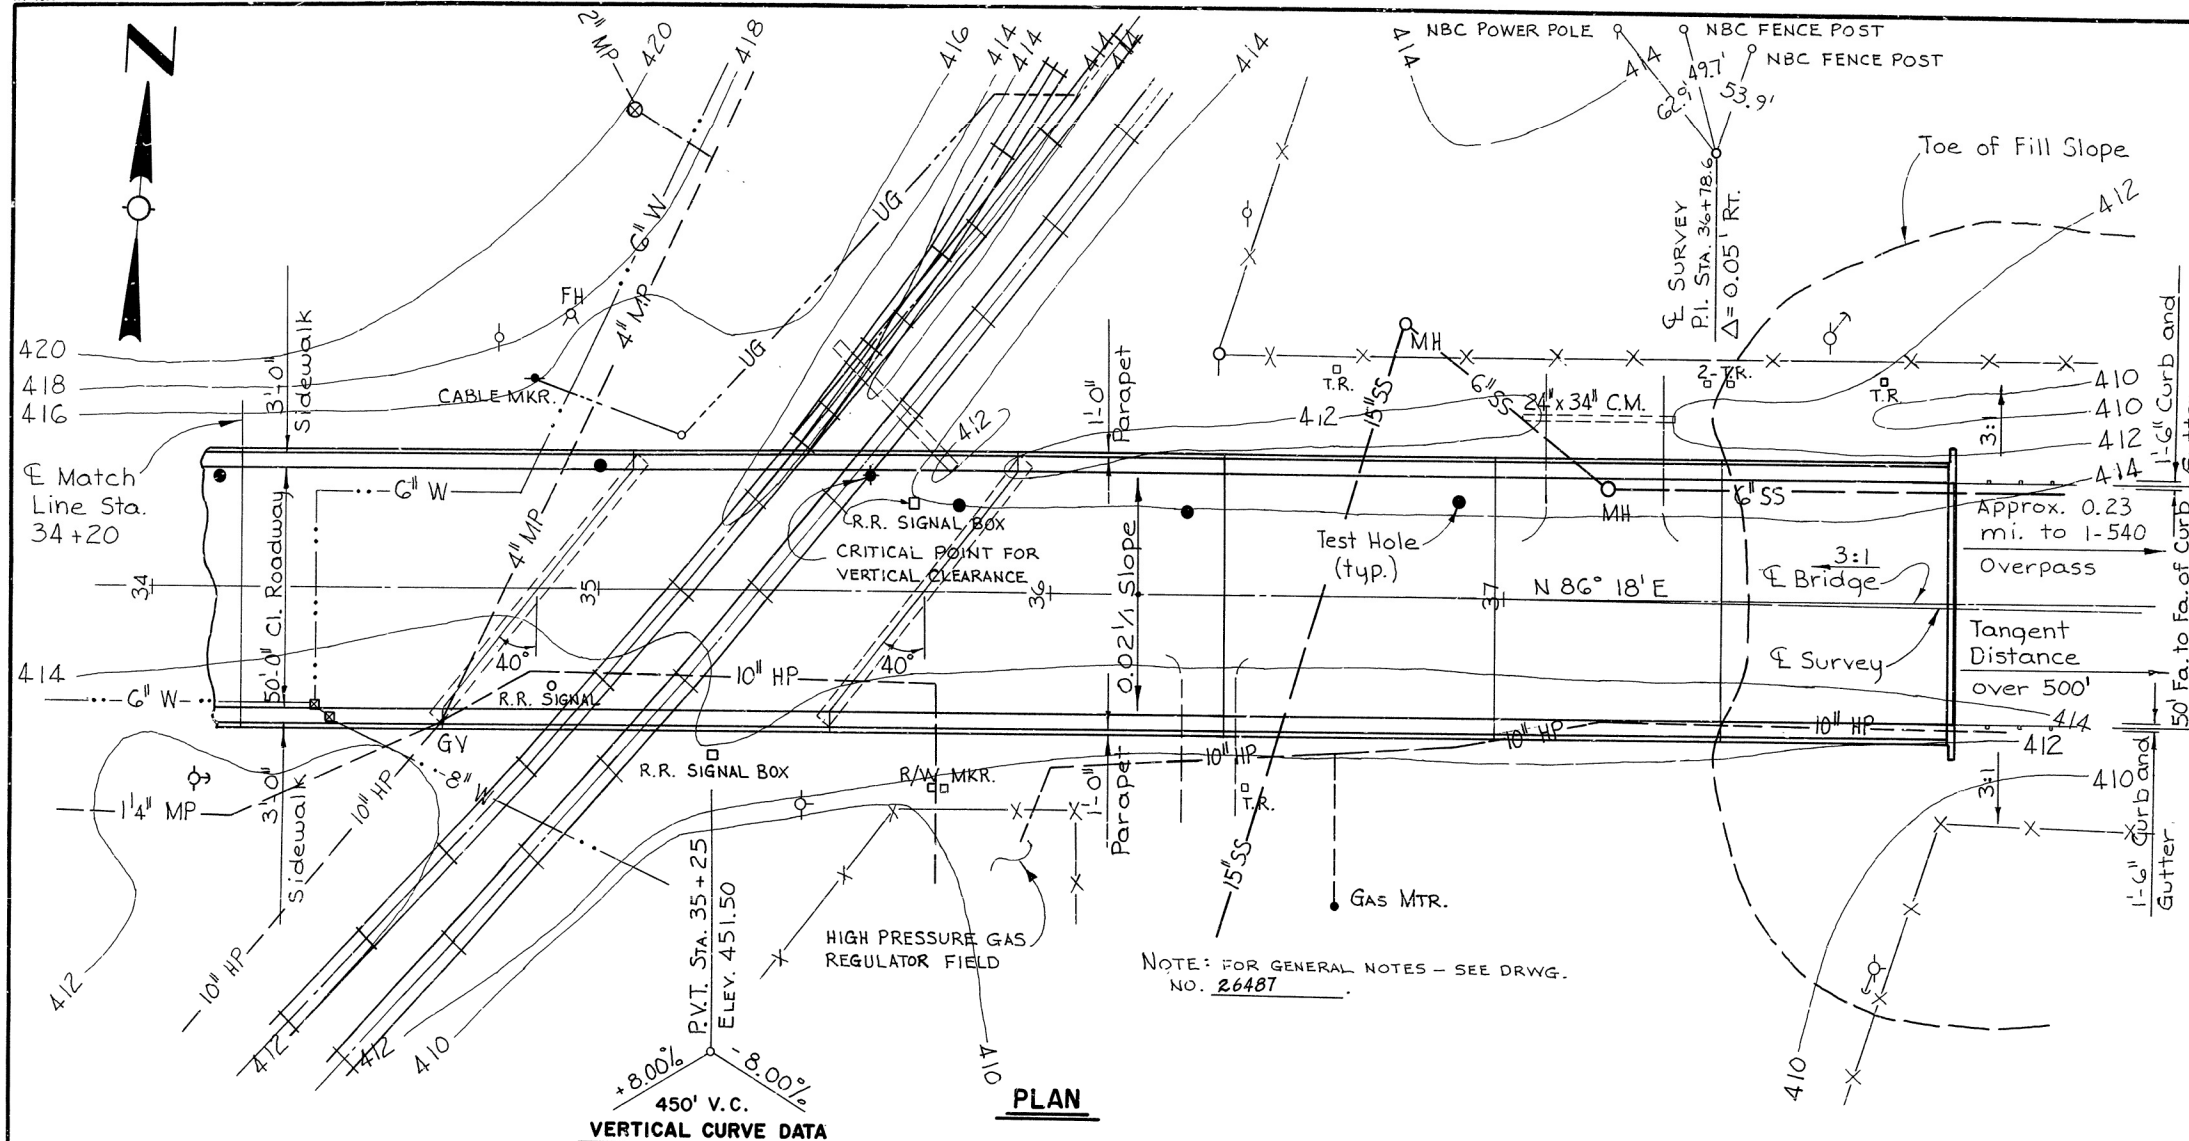 N
2" MP
420
418
416
414
414
414
414
414
414
NBC POWER POLE
414
NBC FENCE POST
NBC FENCE POST
62.9'
49.7'
53.9'
Toe of Fill Slope
412
℄ SURVEY
P.I. STA. 36+78.6
Δ= 0.05' RT.
6" W
4" MP
UG
FH
UG
CABLE MKR.
420
418
416
3'-0"
Sidewalk
1'-0"
Parapet
412
412
MH
15" SS
6" SS
T.R.
24" x 34" C.M.
2-T.R.
T.R.
3:1
410
410
412
414
1'-6" Curb and
℄ Match
Line Sta.
34+20
6" W
4" MP
R.R. SIGNAL BOX
CRITICAL POINT FOR
VERTICAL CLEARANCE
Test Hole
(typ.)
MH
6" SS
Approx. 0.23
mi. to 1-540
Overpass
34
35
36
37
50'-0" Cl. Roadway
0.02'/1' Slope
N 86° 18' E
3:1
℄ Bridge
℄ Survey
Tangent
Distance
over 500'
50' Fa. to Fa. of Curb
414
40°
40°
6" W
R.R. SIGNAL
10" HP
GV
10" HP
10" HP
10" HP
414
412
410
8" W
R.R. SIGNAL BOX
R/W MKR.
T.R.
3:1
1'-6" Curb and
Gutter
1¼" MP
10" HP
3'-0"
Sidewalk
1'-0"
Parapet
15" SS
GAS MTR.
HIGH PRESSURE GAS
REGULATOR FIELD
NOTE: FOR GENERAL NOTES – SEE DRWG.
NO. 26487.
412
10" HP
412
412
410
410
410
P.V.T. STA. 35+25
ELEV. 451.50
+8.00%
-8.00%
450' V.C.
VERTICAL CURVE DATA
PLAN